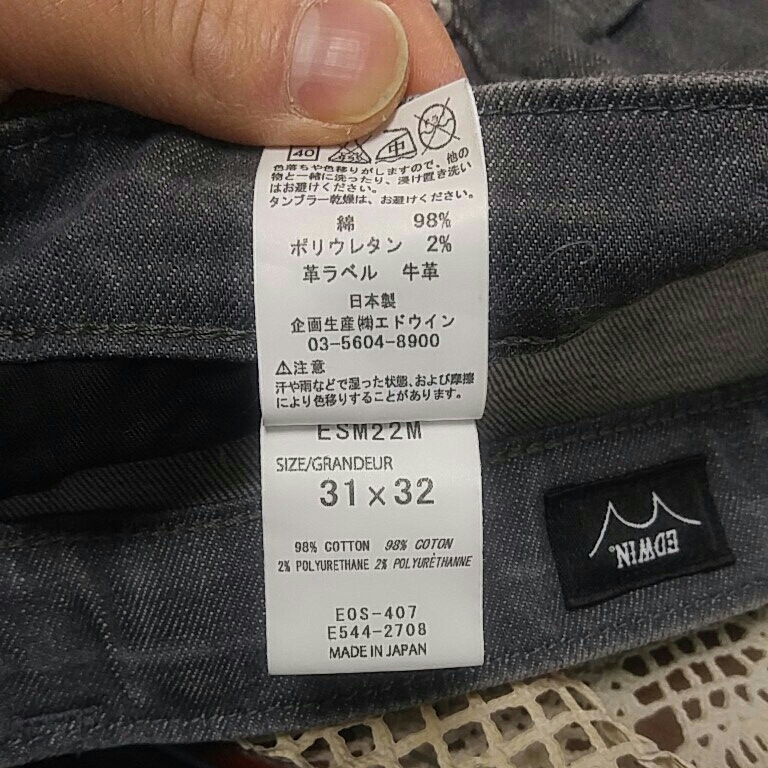 40
中
色落ちや色移りがしますので、他の
物と一緒に洗ったり、浸け置き洗い
はお避けください。
タンブラー乾燥は、お避けください。
綿 98%
ポリウレタン 2%
革ラベル 牛革
日本製
企画生産㈱エドウイン
03-5604-8900
⚠注意
汗や雨などで湿った状態、および摩擦
により色移りすることがあります。
ESM22M
SIZE/GRANDEUR
31 x 32
98% COTTON 98% COTON
2% POLYURETHANE 2% POLYURÉTHANNE
EOS-407
E544-2708
MADE IN JAPAN
EDWIN